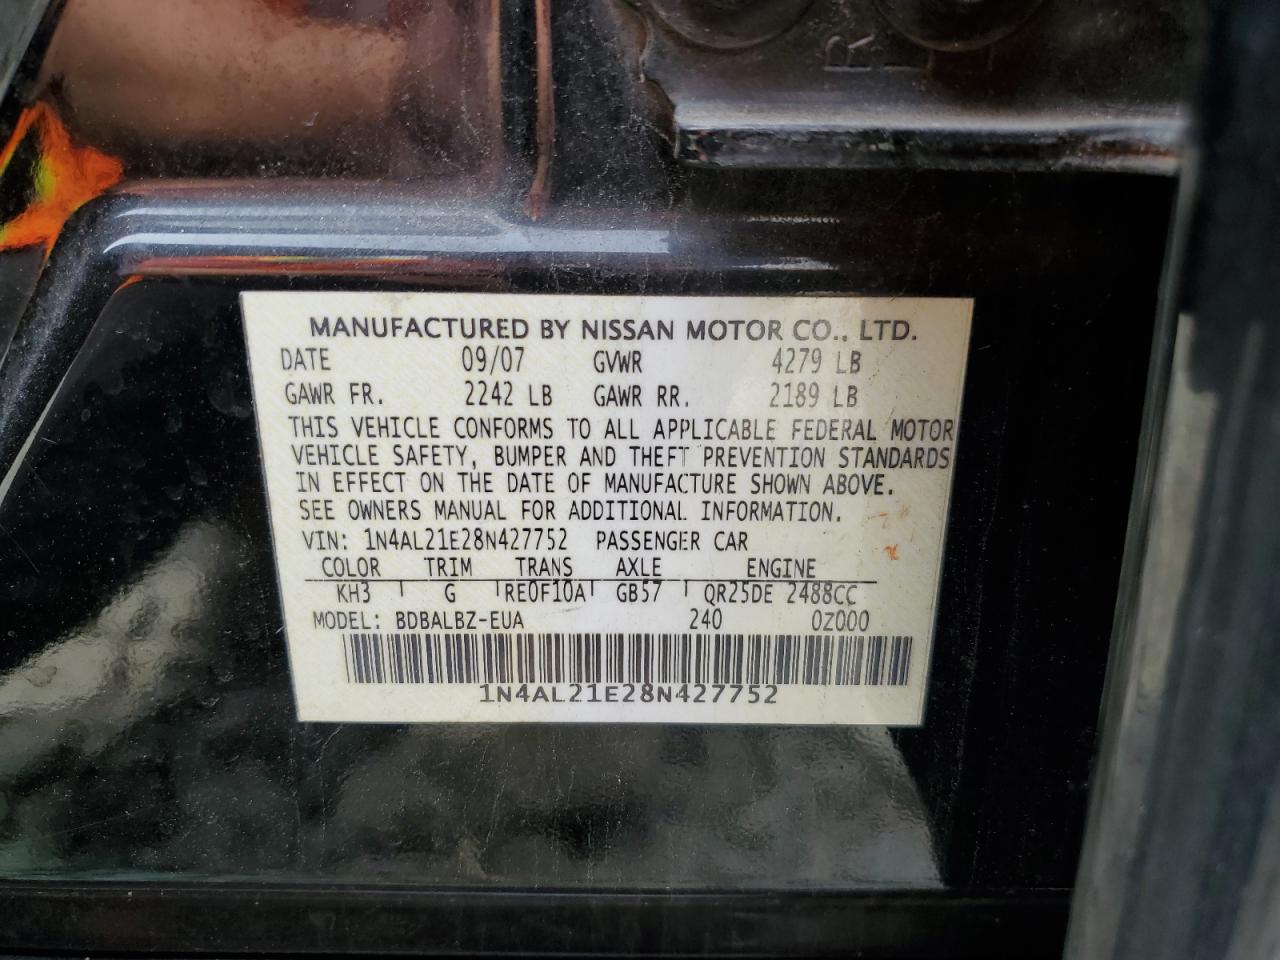 R
MANUFACTURED BY NISSAN MOTOR CO., LTD.
DATE 09/07 GVWR 4279 LB
GAWR FR. 2242 LB GAWR RR. 2189 LB
THIS VEHICLE CONFORMS TO ALL APPLICABLE FEDERAL MOTOR
VEHICLE SAFETY, BUMPER AND THEFT PREVENTION STANDARDS
IN EFFECT ON THE DATE OF MANUFACTURE SHOWN ABOVE.
SEE OWNERS MANUAL FOR ADDITIONAL INFORMATION.
VIN: 1N4AL21E28N427752 PASSENGER CAR
COLOR TRIM TRANS AXLE ENGINE
KH3 G RE0F10A GB57 QR25DE 2488CC
MODEL: BDBALBZ-EUA 240 0Z000
1N4AL21E28N427752